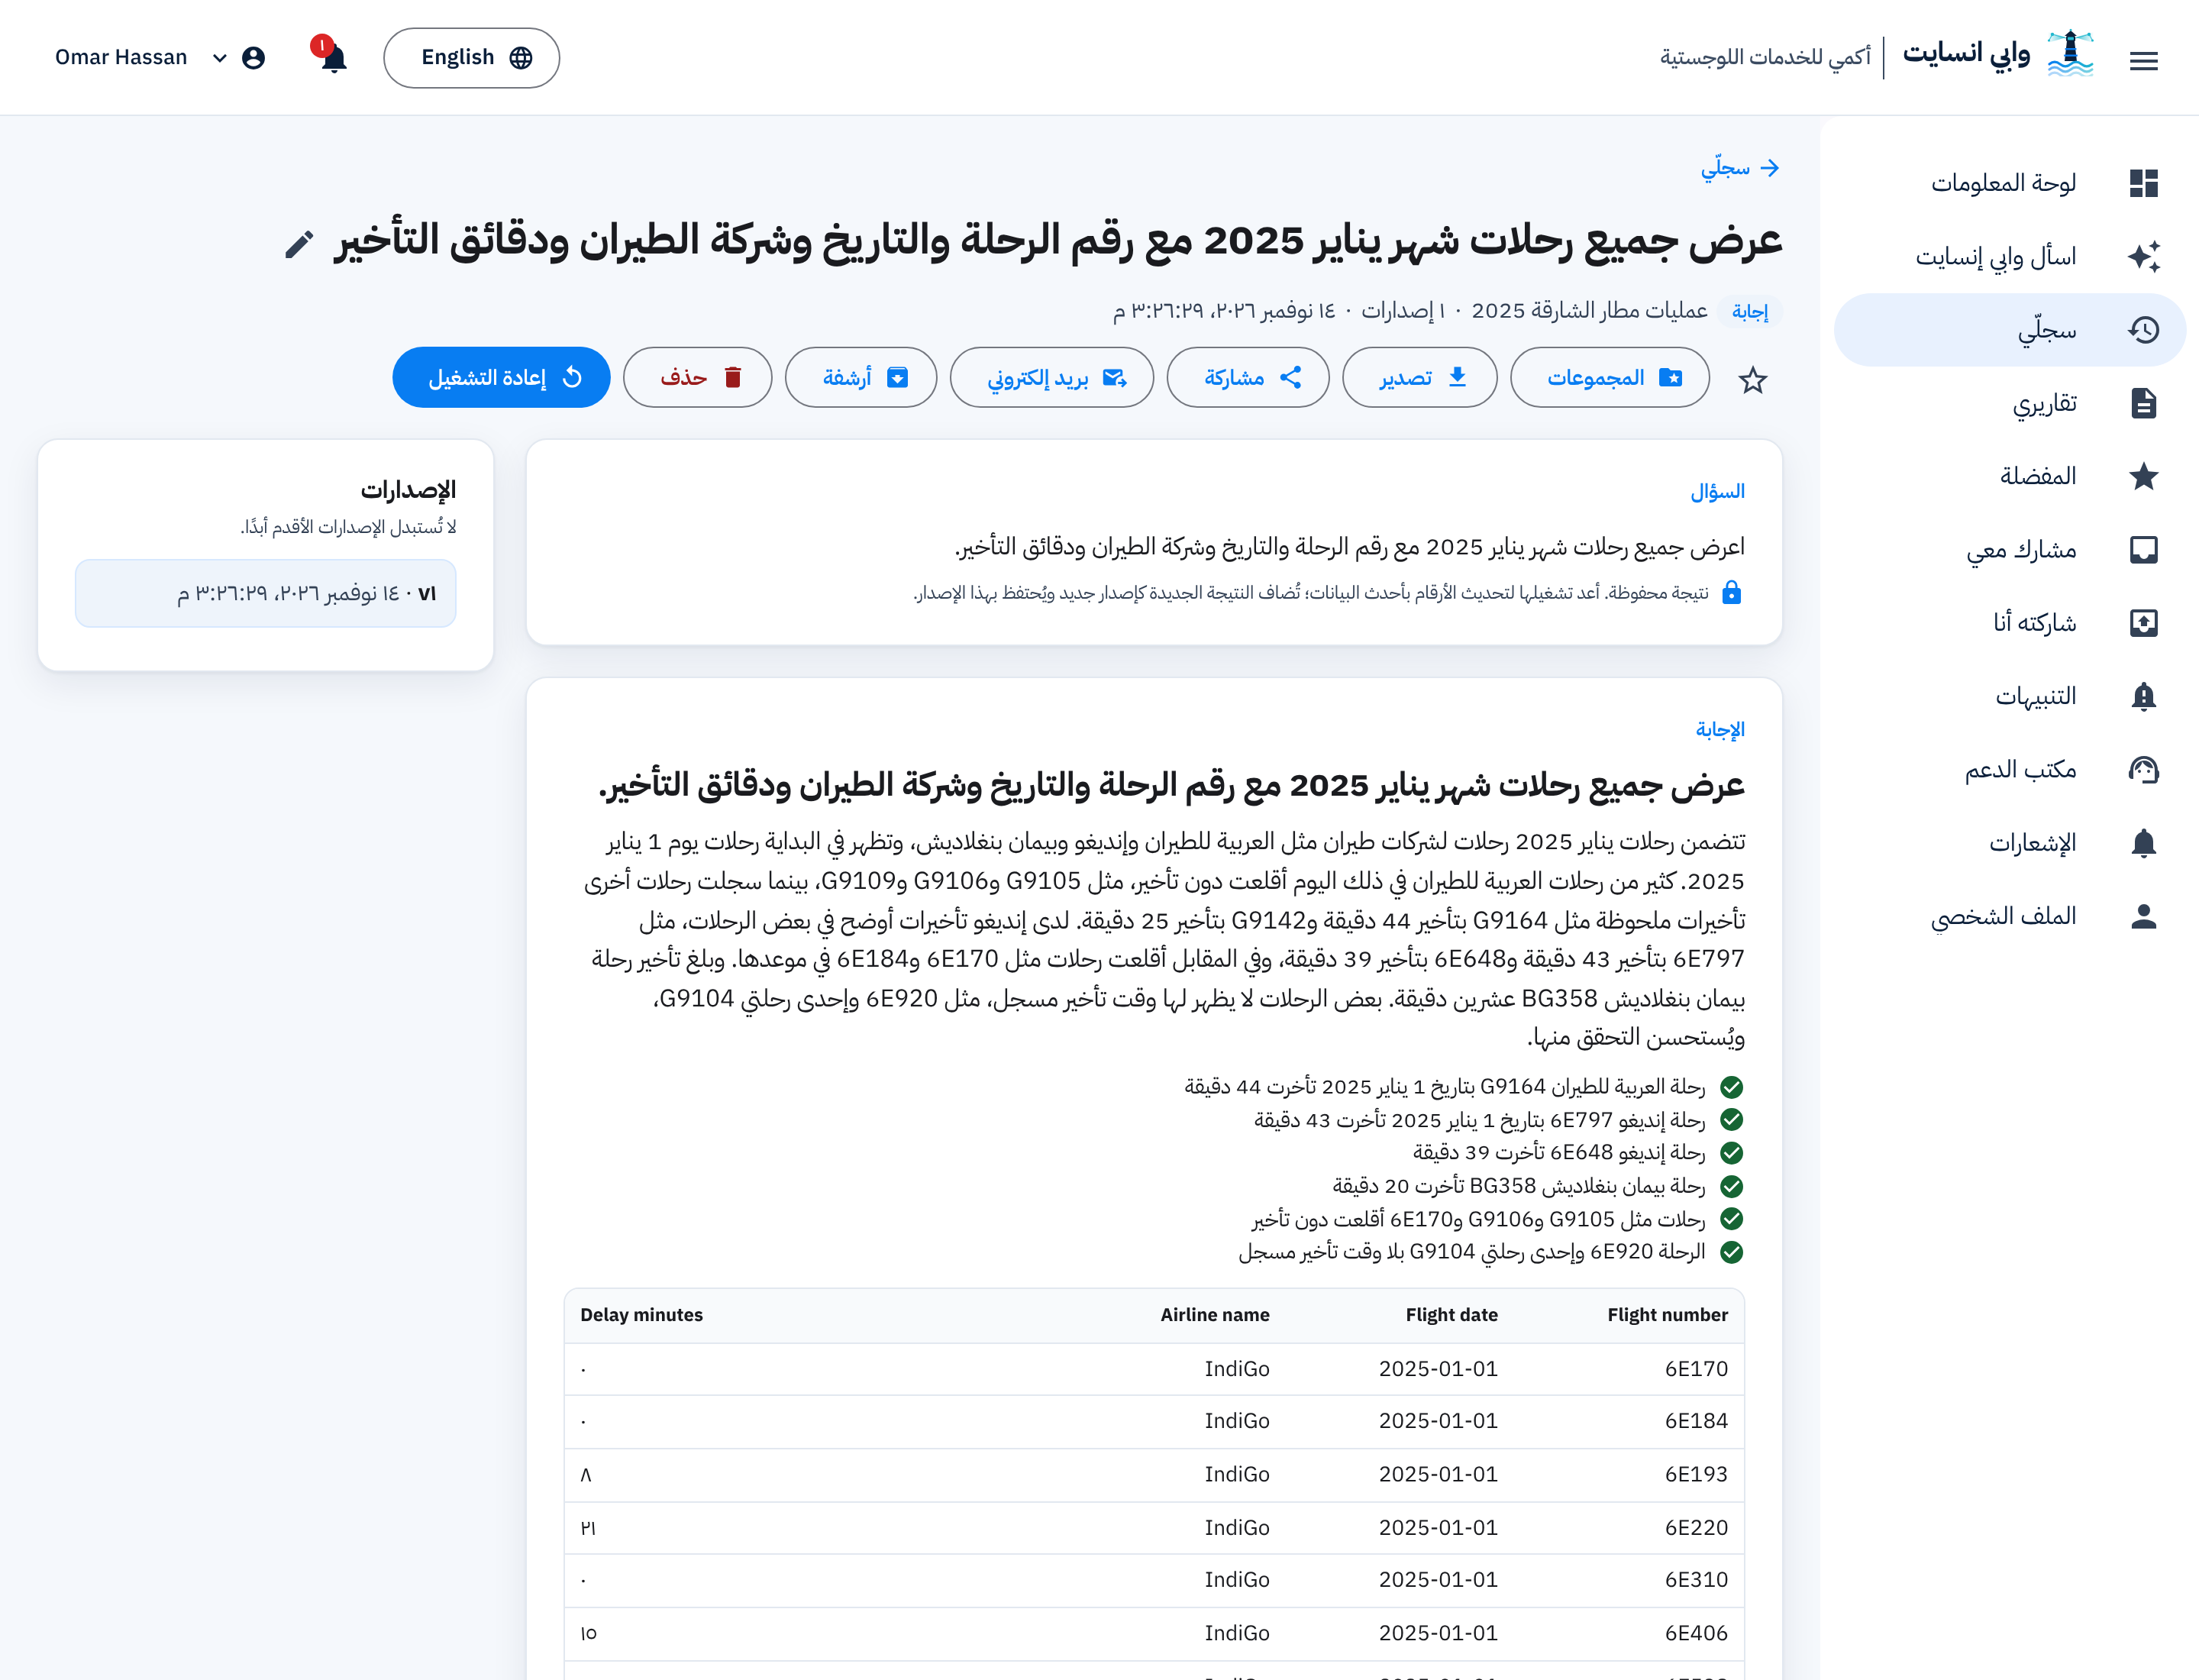 وابي انسايت
أكمي للخدمات اللوجستية
English
١
Omar Hassan
لوحة المعلومات
اسأل وابي إنسايت
سجلّي
تقاريري
المفضلة
مشارك معي
شاركته أنا
التنبيهات
مكتب الدعم
الإشعارات
الملف الشخصي
سجلّي
عرض جميع رحلات شهر يناير 2025 مع رقم الرحلة والتاريخ وشركة الطيران ودقائق التأخير
إجابة عمليات مطار الشارقة 2025 · ١ إصدارات · ١٤ نوفمبر ٢٠٢٦، ٣:٢٦:٢٩ م
المجموعات
تصدير
مشاركة
بريد إلكتروني
أرشفة
حذف
إعادة التشغيل
السؤال
اعرض جميع رحلات شهر يناير 2025 مع رقم الرحلة والتاريخ وشركة الطيران ودقائق التأخير.
نتيجة محفوظة. أعد تشغيلها لتحديث الأرقام بأحدث البيانات؛ تُضاف النتيجة الجديدة كإصدار جديد ويُحتفظ بهذا الإصدار.
الإصدارات
لا تُستبدل الإصدارات الأقدم أبدًا.
v١ · ١٤ نوفمبر ٢٠٢٦، ٣:٢٦:٢٩ م
الإجابة
عرض جميع رحلات شهر يناير 2025 مع رقم الرحلة والتاريخ وشركة الطيران ودقائق التأخير.
تتضمن رحلات يناير 2025 رحلات لشركات طيران مثل العربية للطيران وإنديغو وبيمان بنغلاديش، وتظهر في البداية رحلات يوم 1 يناير
2025. كثير من رحلات العربية للطيران في ذلك اليوم أقلعت دون تأخير، مثل G9105 وG9106 وG9109، بينما سجلت رحلات أخرى
تأخيرات ملحوظة مثل G9164 بتأخير 44 دقيقة وG9142 بتأخير 25 دقيقة. لدى إنديغو تأخيرات أوضح في بعض الرحلات، مثل
6E797 بتأخير 43 دقيقة و6E648 بتأخير 39 دقيقة، وفي المقابل أقلعت رحلات مثل 6E170 و6E184 في موعدها. وبلغ تأخير رحلة
بيمان بنغلاديش BG358 عشرين دقيقة. بعض الرحلات لا يظهر لها وقت تأخير مسجل، مثل 6E920 وإحدى رحلتي G9104،
ويُستحسن التحقق منها.
رحلة العربية للطيران G9164 بتاريخ 1 يناير 2025 تأخرت 44 دقيقة
رحلة إنديغو 6E797 بتاريخ 1 يناير 2025 تأخرت 43 دقيقة
رحلة إنديغو 6E648 تأخرت 39 دقيقة
رحلة بيمان بنغلاديش BG358 تأخرت 20 دقيقة
رحلات مثل G9105 وG9106 و6E170 أقلعت دون تأخير
الرحلة 6E920 وإحدى رحلتي G9104 بلا وقت تأخير مسجل
Flight number Flight date Airline name Delay minutes
6E170 2025-01-01 IndiGo ٠
6E184 2025-01-01 IndiGo ٠
6E193 2025-01-01 IndiGo ٨
6E220 2025-01-01 IndiGo ٢١
6E310 2025-01-01 IndiGo ٠
6E406 2025-01-01 IndiGo ١٥